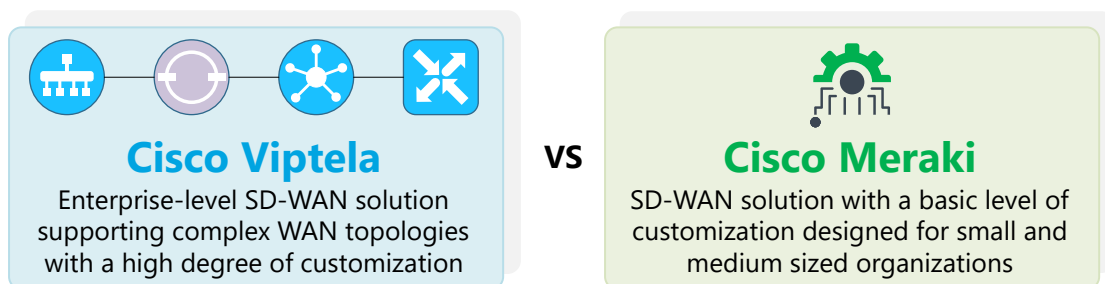 Cisco Viptela
Enterprise-level SD-WAN solution
supporting complex WAN topologies
with a high degree of customization
VS
Cisco Meraki
SD-WAN solution with a basic level of
customization designed for small and
medium sized organizations